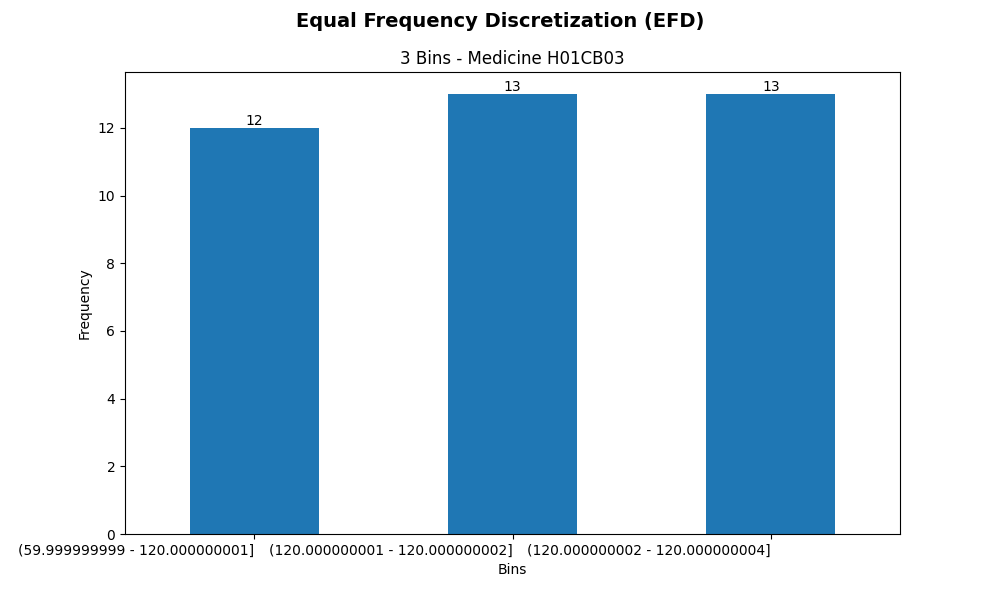 Equal Frequency Discretization (EFD)
3 Bins - Medicine H01CB03
12
13
13
12
10
8
6
4
2
0
Frequency
(59.999999999 - 120.000000001]
(120.000000001 - 120.000000002]
(120.000000002 - 120.000000004]
Bins